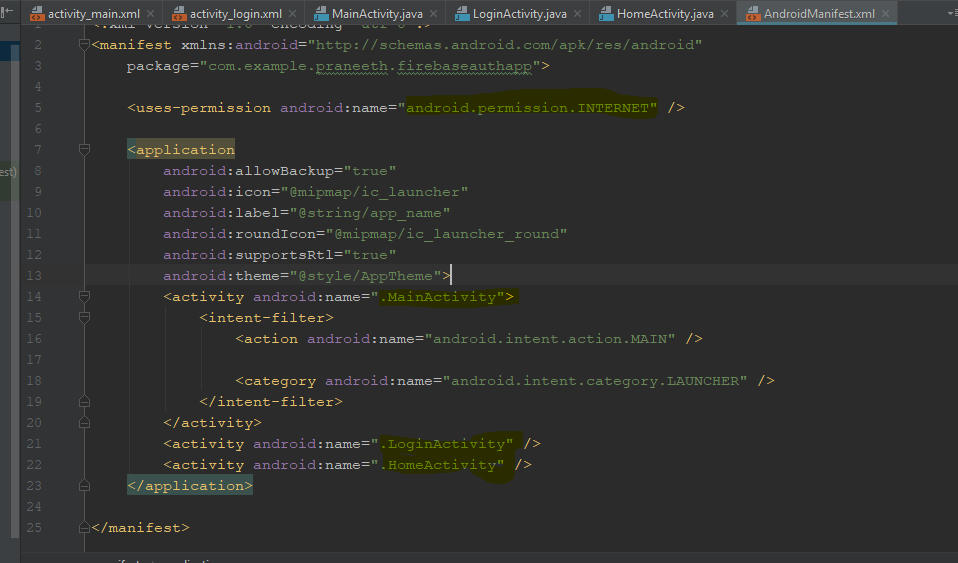 activity_main.xml activity_login.xml MainActivity.java LoginActivity.java HomeActivity.java AndroidManifest.xml
2 <manifest xmlns:android="http://schemas.android.com/apk/res/android"
3 package="com.example.praneeth.firebaseauthapp">
4
5 <uses-permission android:name="android.permission.INTERNET" />
6
7 <application
est)
8 android:allowBackup="true"
9 android:icon="@mipmap/ic_launcher"
10 android:label="@string/app_name"
11 android:roundIcon="@mipmap/ic_launcher_round"
12 android:supportsRtl="true"
13 android:theme="@style/AppTheme">
14 <activity android:name=".MainActivity">
15 <intent-filter>
16 <action android:name="android.intent.action.MAIN" />
17
18 <category android:name="android.intent.category.LAUNCHER" />
19 </intent-filter>
20 </activity>
21 <activity android:name=".LoginActivity" />
22 <activity android:name=".HomeActivity" />
23 </application>
24
25 </manifest>